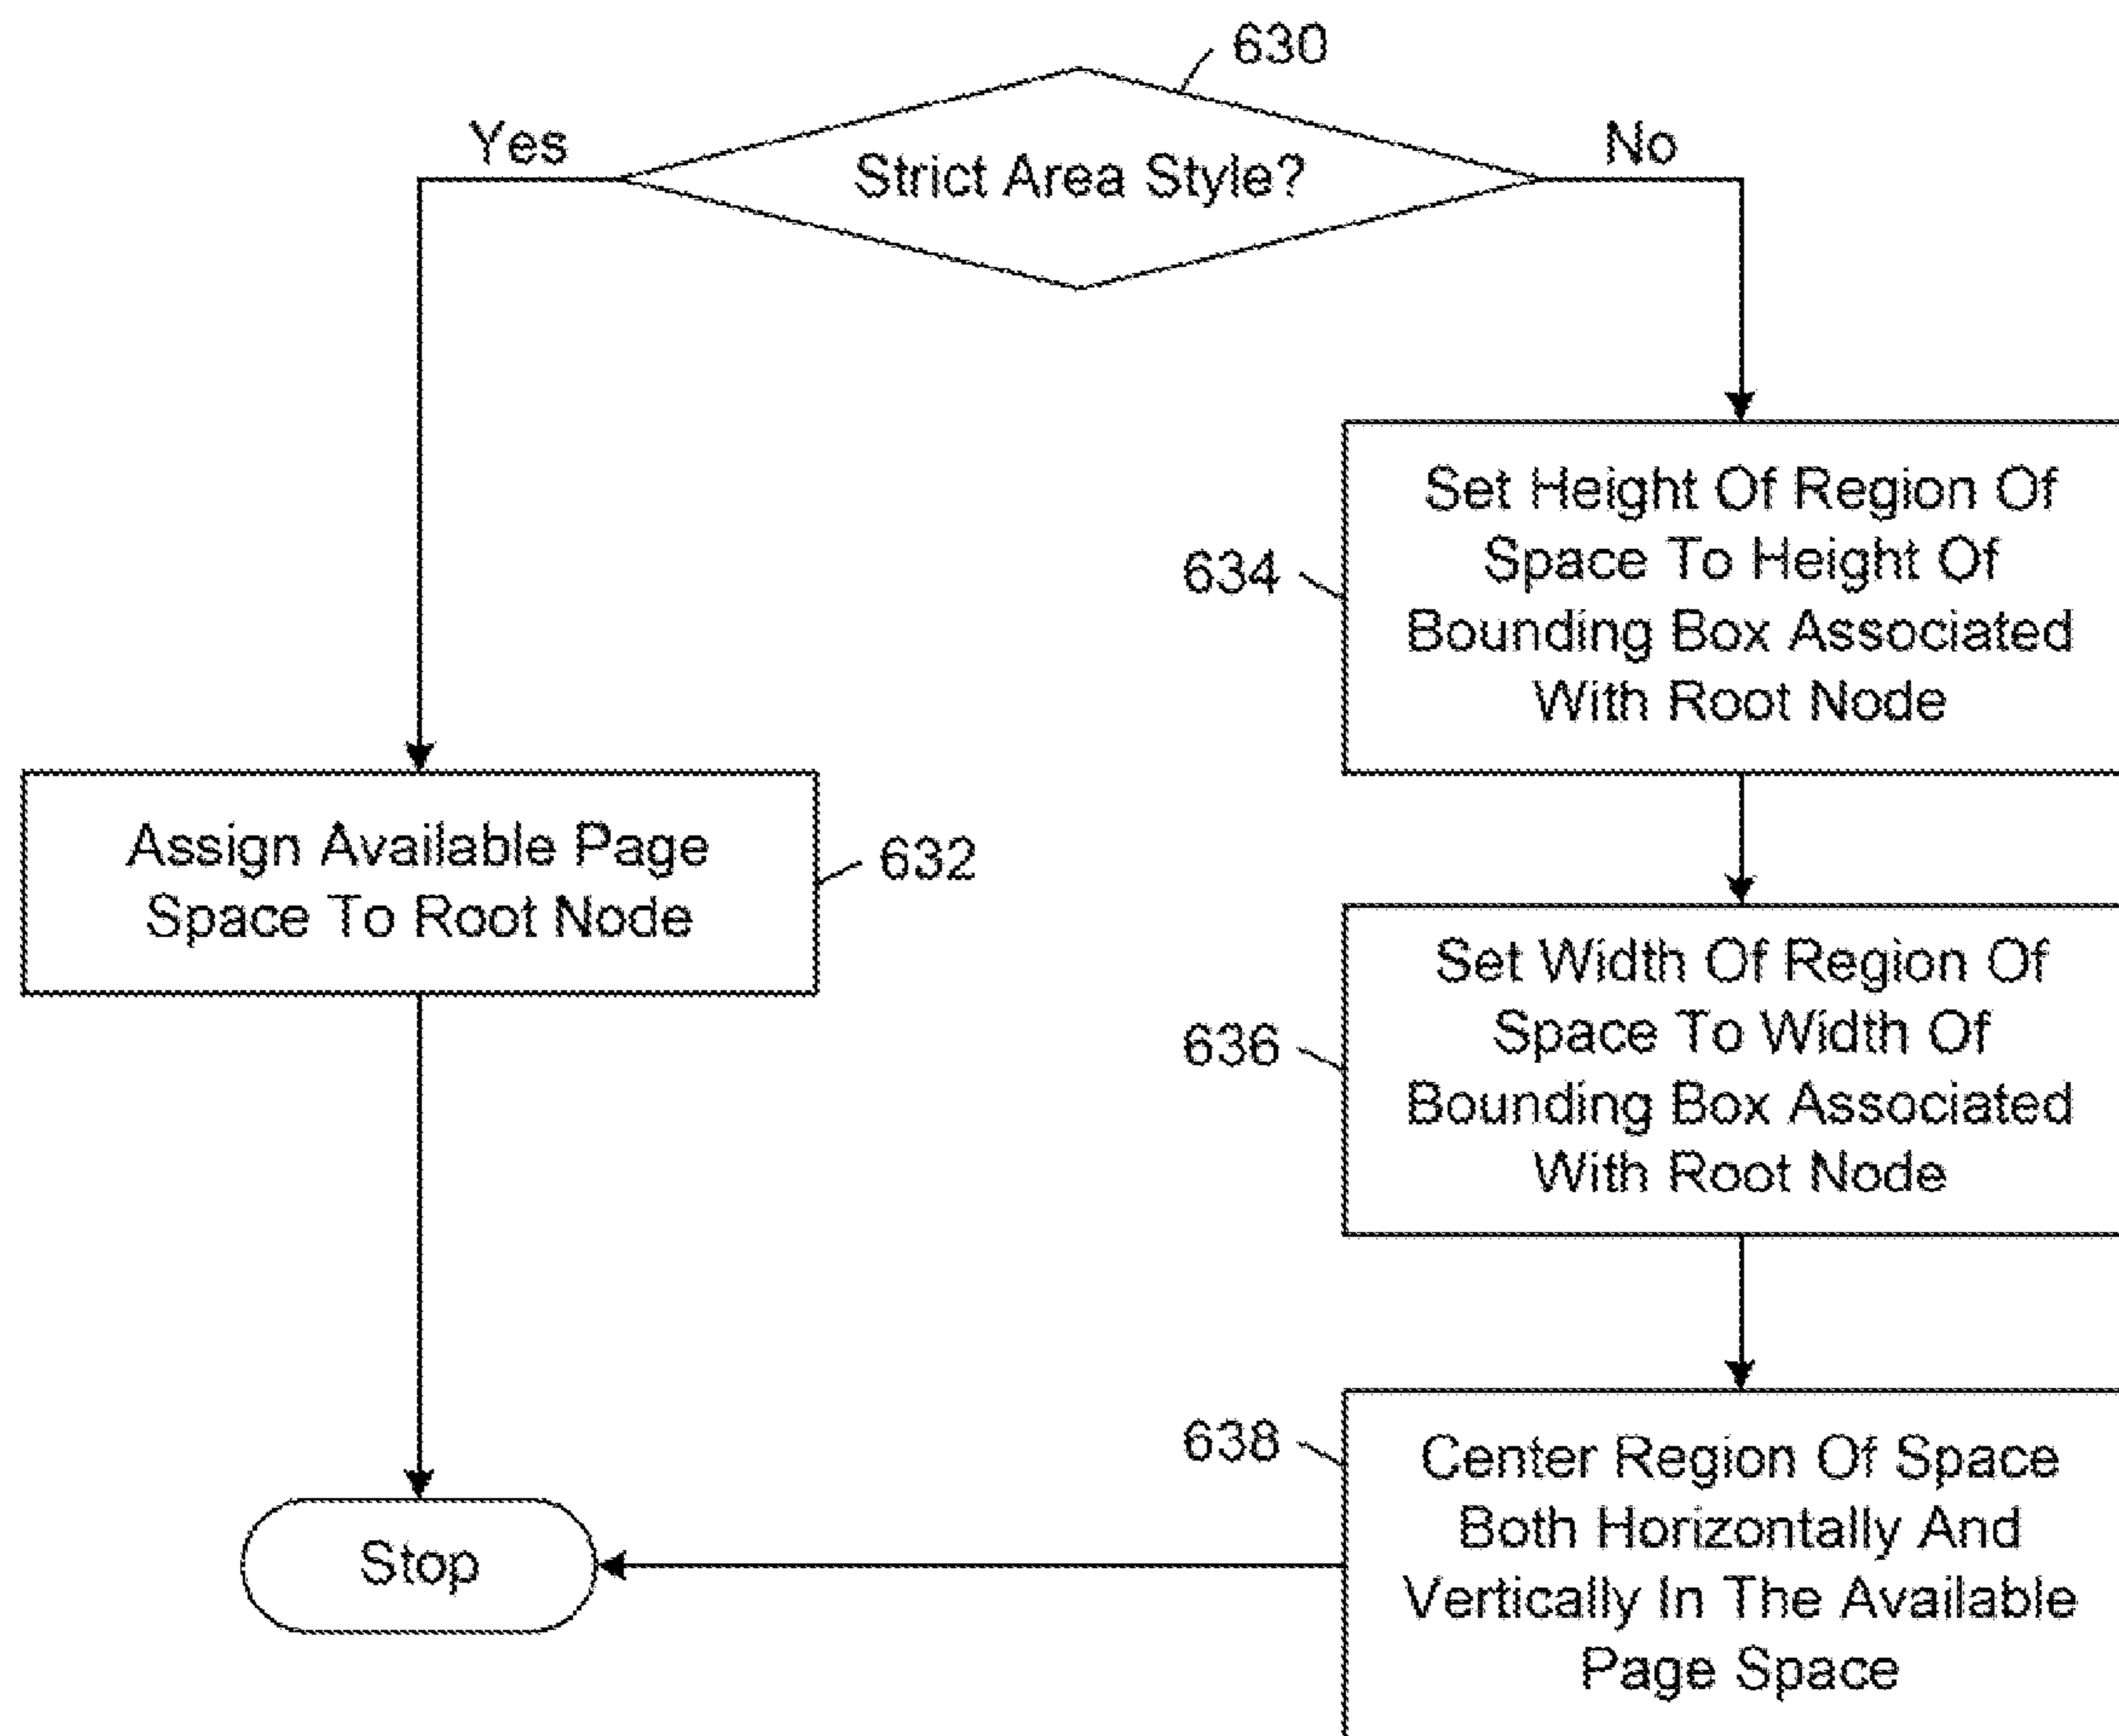 630
Yes
No
Strict Area Style?
Set Height Of Region Of
Space To Height Of
Bounding Box Associated
With Root Node
634
Assign Available Page
Space To Root Node
632
Set Width Of Region Of
Space To Width Of
Bounding Box Associated
With Root Node
636
638
Center Region Of Space
Both Horizontally And
Vertically In The Available
Page Space
Stop